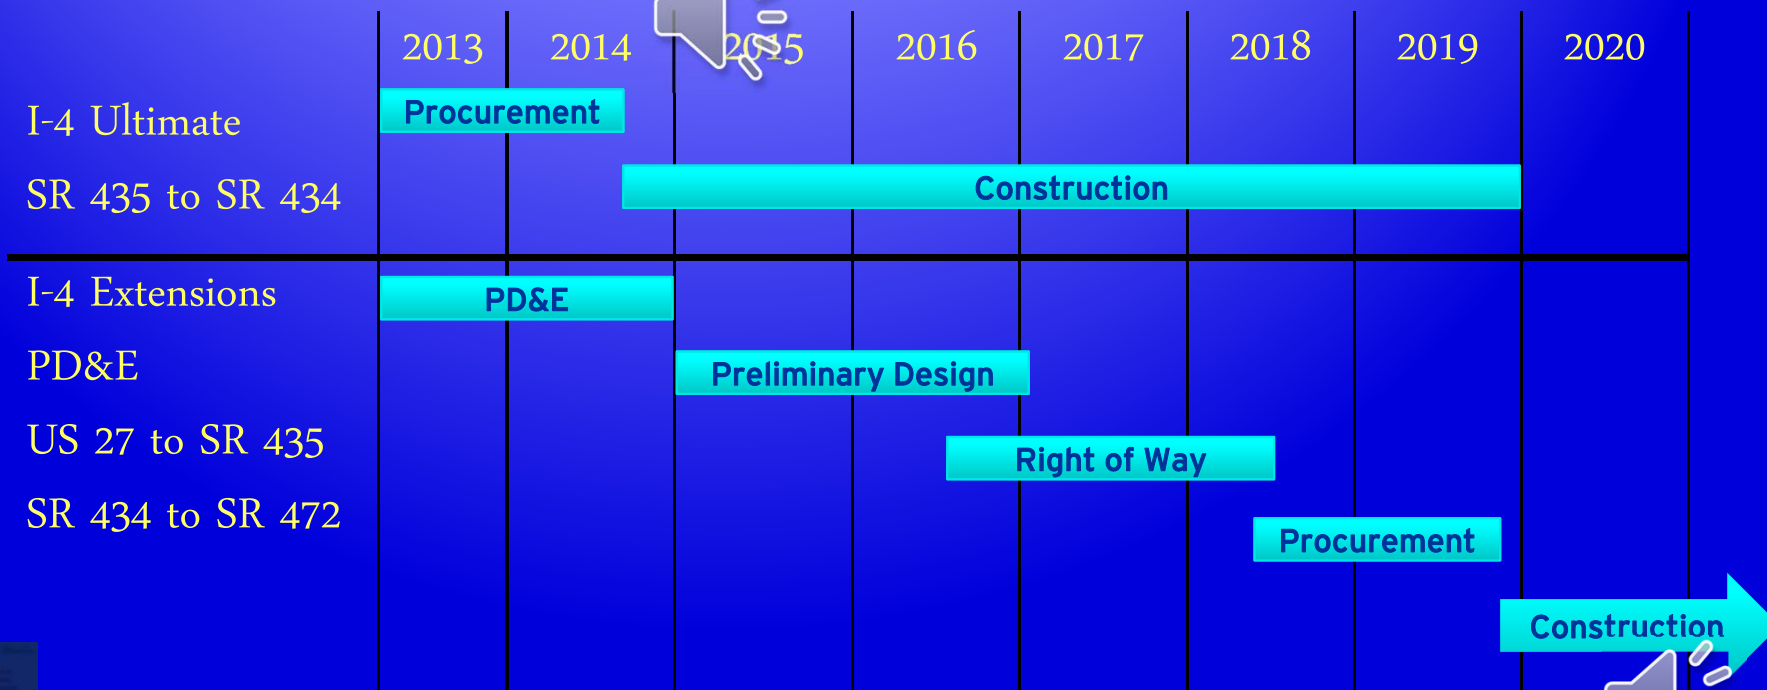 2013 2014 2015 2016 2017 2018 2019 2020
I-4 Ultimate
Procurement
SR 435 to SR 434
Construction
I-4 Extensions
PD&E
PD&E
Preliminary Design
US 27 to SR 435
Right of Way
SR 434 to SR 472
Procurement
Construction